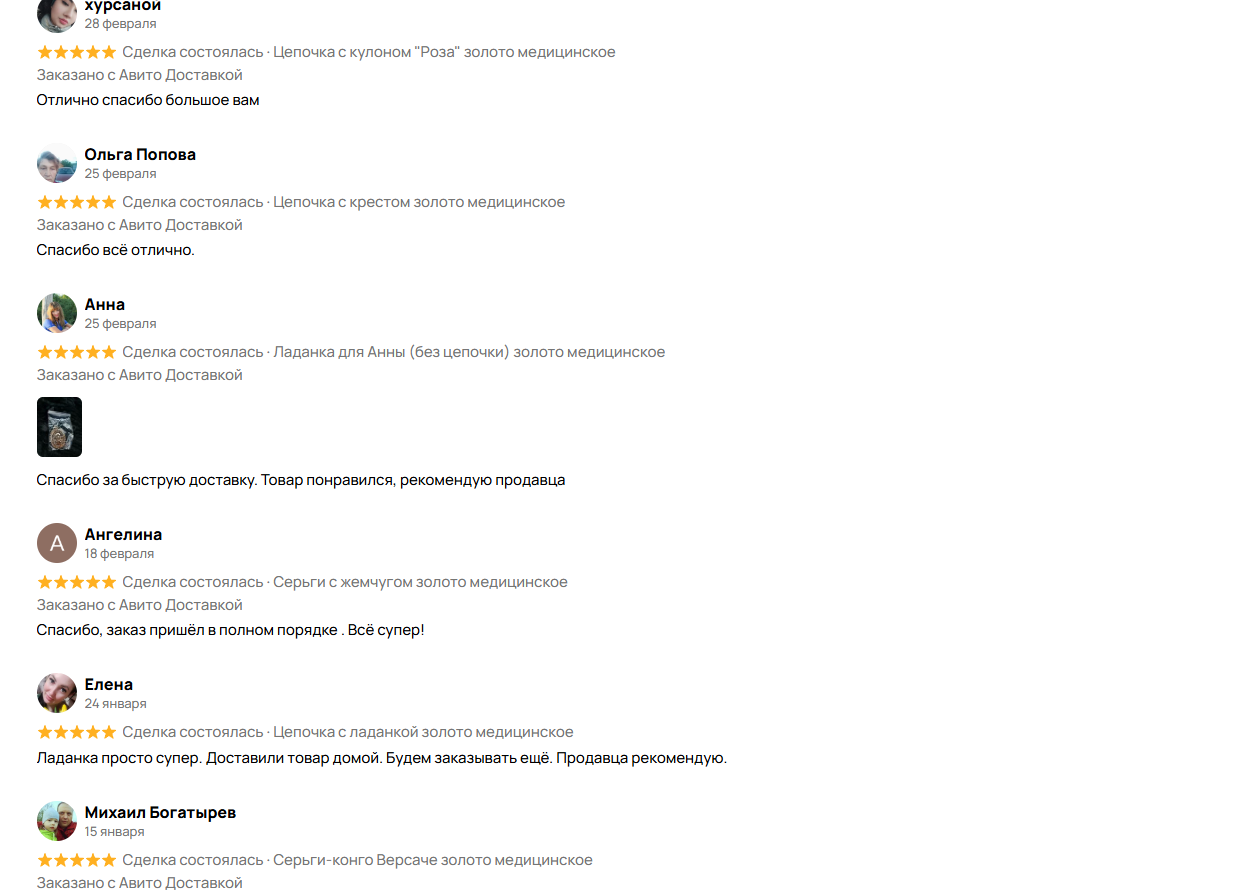 хурсаной
28 февраля
Сделка состоялась · Цепочка с кулоном "Роза" золото медицинское
Заказано с Авито Доставкой
Отлично спасибо большое вам
Ольга Попова
25 февраля
Сделка состоялась · Цепочка с крестом золото медицинское
Заказано с Авито Доставкой
Спасибо всё отлично.
Анна
25 февраля
Сделка состоялась · Ладанка для Анны (без цепочки) золото медицинское
Заказано с Авито Доставкой
Спасибо за быструю доставку. Товар понравился, рекомендую продавца
А
Ангелина
18 февраля
Сделка состоялась · Серьги с жемчугом золото медицинское
Заказано с Авито Доставкой
Спасибо, заказ пришёл в полном порядке . Всё супер!
Елена
24 января
Сделка состоялась · Цепочка с ладанкой золото медицинское
Ладанка просто супер. Доставили товар домой. Будем заказывать ещё. Продавца рекомендую.
Михаил Богатырев
15 января
Сделка состоялась · Серьги-конго Версаче золото медицинское
Заказано с Авито Доставкой